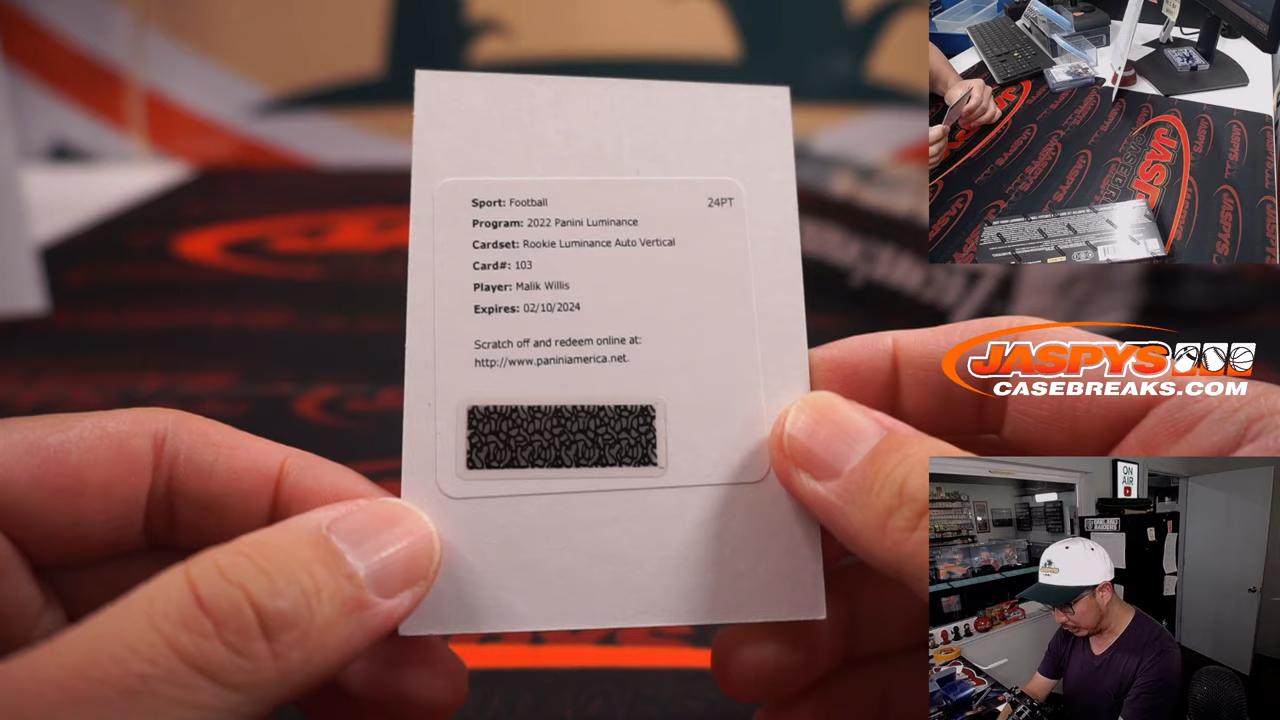 Sport: Football 24PT
Program: 2022 Panini Luminance
Cardset: Rookie Luminance Auto Vertical
Card#: 103
Player: Malik Willis
Expires: 02/10/2024
Scratch off and redeem online at:
http://www.paniniamerica.net.
JASPYS
CASEBREAKS.COM
JASPYS
ON
AIR